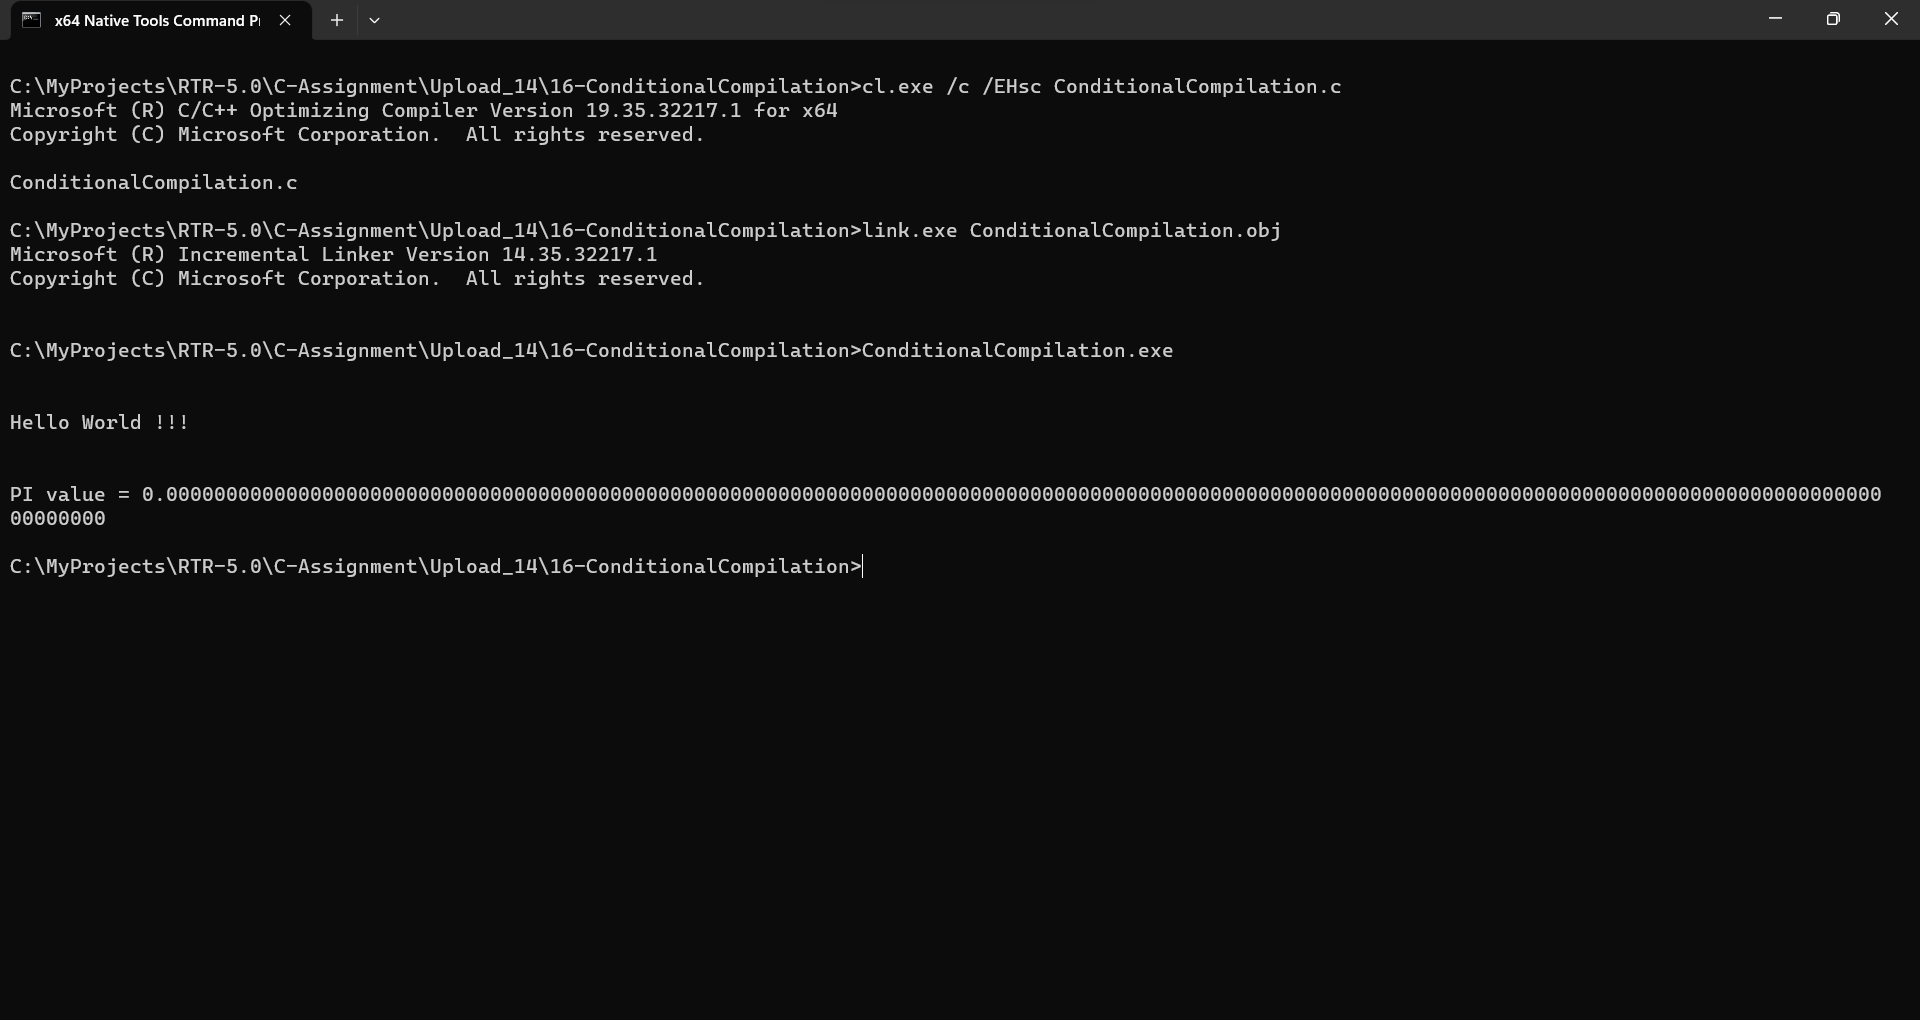 x64 Native Tools Command P
C:\MyProjects\RTR-5.0\C-Assignment\Upload_14\16-ConditionalCompilation>cl.exe /c /EHsc ConditionalCompilation.c
Microsoft (R) C/C++ Optimizing Compiler Version 19.35.32217.1 for x64
Copyright (C) Microsoft Corporation.  All rights reserved.
ConditionalCompilation.c
C:\MyProjects\RTR-5.0\C-Assignment\Upload_14\16-ConditionalCompilation>link.exe ConditionalCompilation.obj
Microsoft (R) Incremental Linker Version 14.35.32217.1
Copyright (C) Microsoft Corporation.  All rights reserved.
C:\MyProjects\RTR-5.0\C-Assignment\Upload_14\16-ConditionalCompilation>ConditionalCompilation.exe
Hello World !!!
PI value = 0.00000000000000000000000000000000000000000000000000000000000000000000000000000000000000000000000000000000000000000000000000000000000000000000000
00000000
C:\MyProjects\RTR-5.0\C-Assignment\Upload_14\16-ConditionalCompilation>